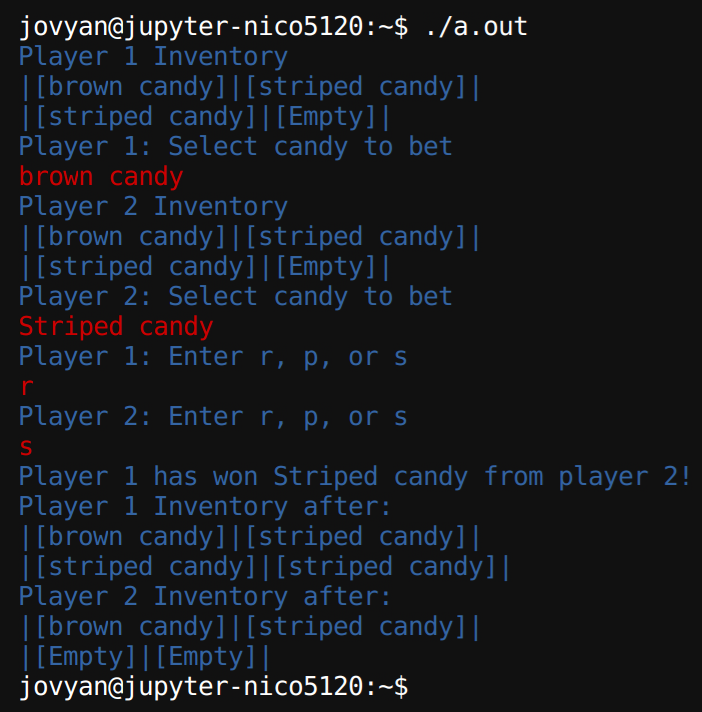 jovyan@jupyter-nico5120:~$ ./a.out
Player 1 Inventory
|[brown candy]|[striped candy]|
|[striped candy]|[Empty]|
Player 1: Select candy to bet
brown candy
Player 2 Inventory
|[brown candy]|[striped candy]|
|[striped candy]|[Empty]|
Player 2: Select candy to bet
Striped candy
Player 1: Enter r, p, or s
r
Player 2: Enter r, p, or s
s
Player 1 has won Striped candy from player 2!
Player 1 Inventory after:
|[brown candy]|[striped candy]|
|[striped candy]|[striped candy]|
Player 2 Inventory after:
|[brown candy]|[striped candy]|
|[Empty]|[Empty]|
jovyan@jupyter-nico5120:~$